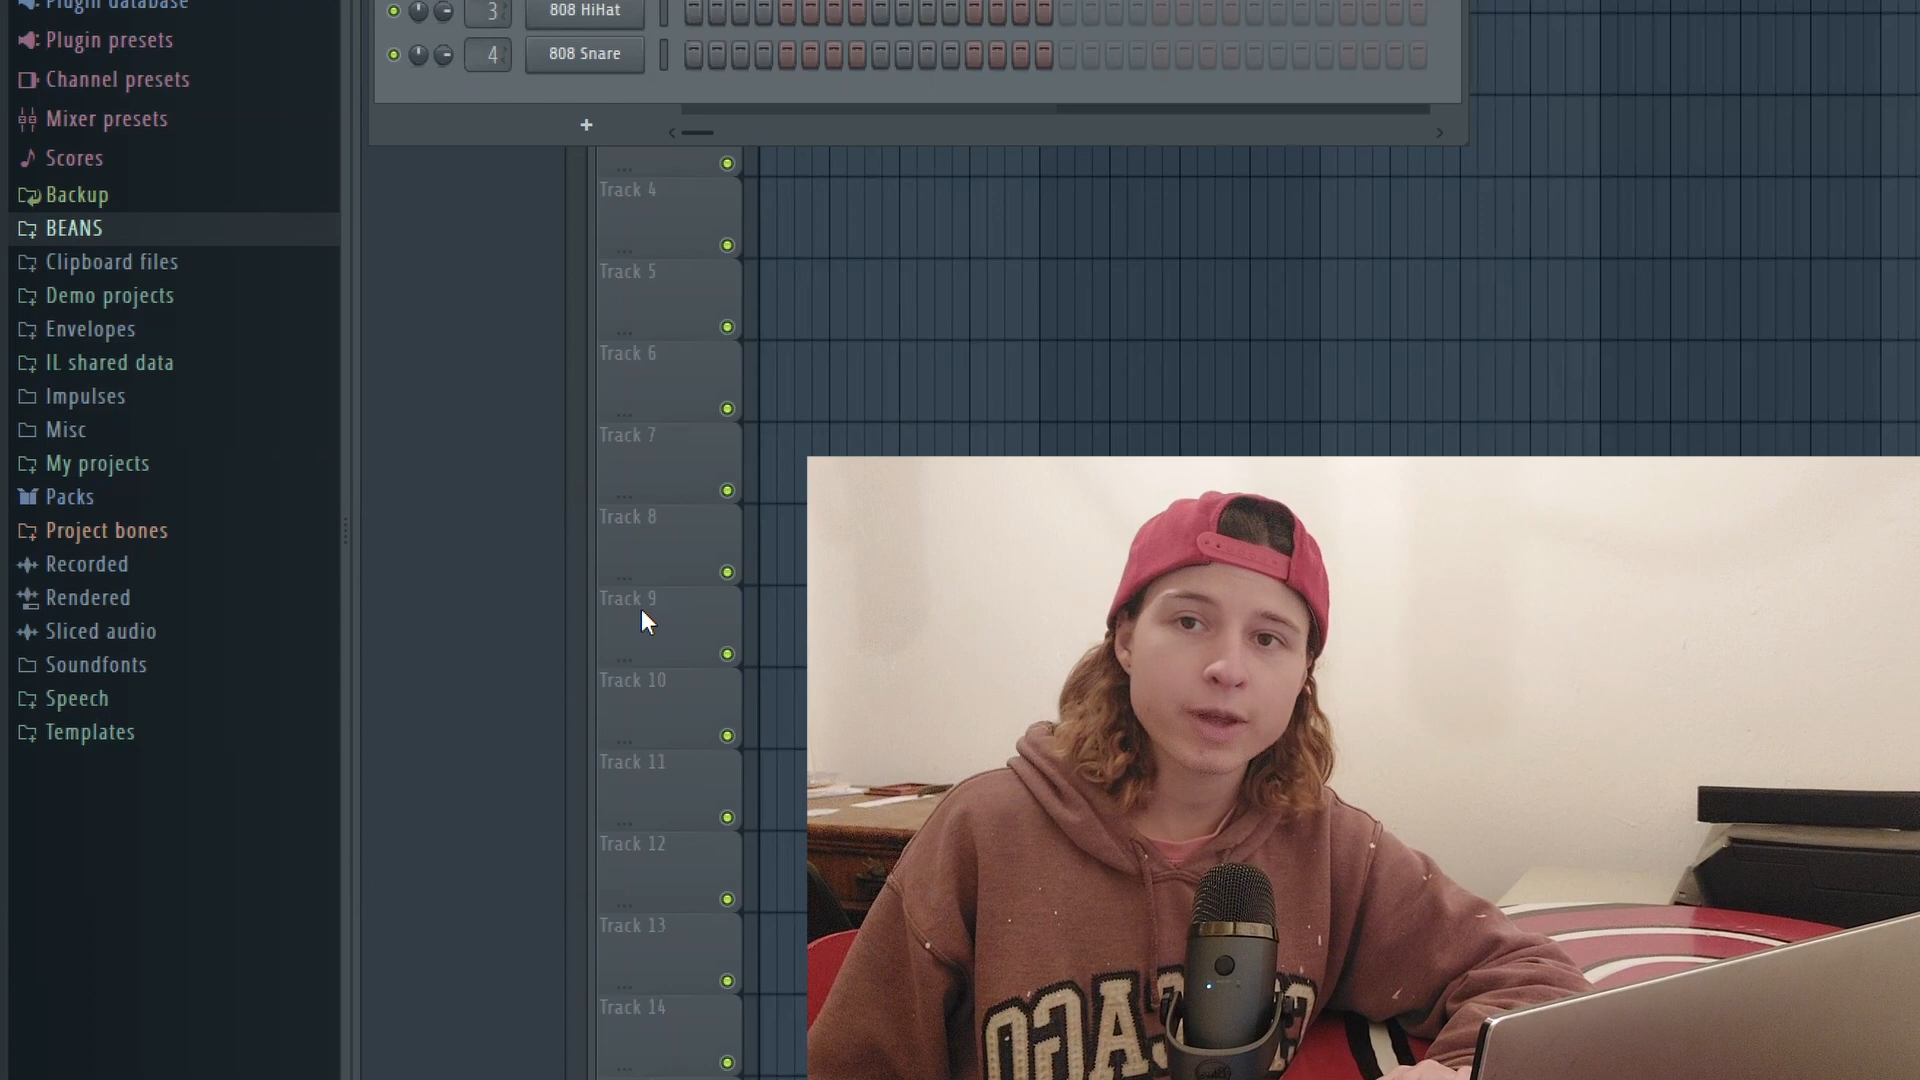 Plugin database
Plugin presets
Channel presets
Mixer presets
Scores
Backup
BEANS
Clipboard files
Demo projects
Envelopes
IL shared data
Impulses
Misc
My projects
Packs
Project bones
Recorded
Rendered
Sliced audio
Soundfonts
Speech
Templates
3
808 HiHat
4
808 Snare
+
Track 4
Track 5
Track 6
Track 7
Track 8
Track 9
Track 10
Track 11
Track 12
Track 13
Track 14